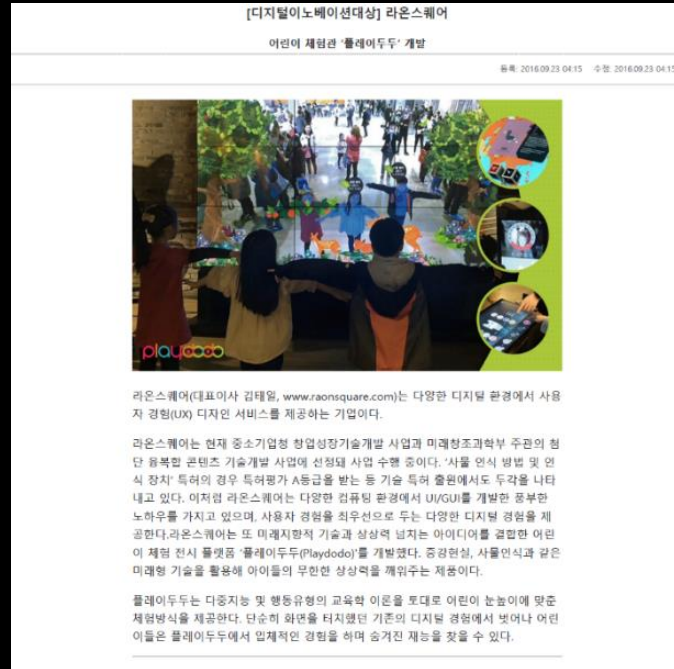 [디지털이노베이션대상] 라온스퀘어
어린이 체험관 '플레이두두' 개발
등록: 2016.09.23 04:15 수정: 2016.09.23 04:15
playdodo
라온스퀘어(대표이사 김태일, www.raonsquare.com)는 다양한 디지털 환경에서 사용
자 경험(UX) 디자인 서비스를 제공하는 기업이다.
라온스퀘어는 현재 중소기업청 창업성장기술개발 사업과 미래창조과학부 주관의 첨
단 융복합 콘텐츠 기술개발 사업에 선정돼 사업 수행 중이다. '사물 인식 방법 및 인
식 장치' 특허의 경우 특허평가 A등급을 받는 등 기술 특허 출원에서도 두각을 나타
내고 있다. 이처럼 라온스퀘어는 다양한 컴퓨팅 환경에서 UI/GUI를 개발한 풍부한
노하우를 가지고 있으며, 사용자 경험을 최우선으로 두는 다양한 디지털 경험을 제
공한다.라온스퀘어는 또 미래지향적 기술과 상상력 넘치는 아이디어를 결합한 어린
이 체험 전시 플랫폼 '플레이두두(Playdodo)'를 개발했다. 증강현실, 사물인식과 같은
미래형 기술을 활용해 아이들의 무한한 상상력을 깨워주는 제품이다.
플레이두두는 다중지능 및 행동유형의 교육학 이론을 토대로 어린이 눈높이에 맞춘
체험방식을 제공한다. 단순히 화면을 터치했던 기존의 디지털 경험에서 벗어나 어린
이들은 플레이두두에서 입체적인 경험을 하며 숨겨진 재능을 찾을 수 있다.